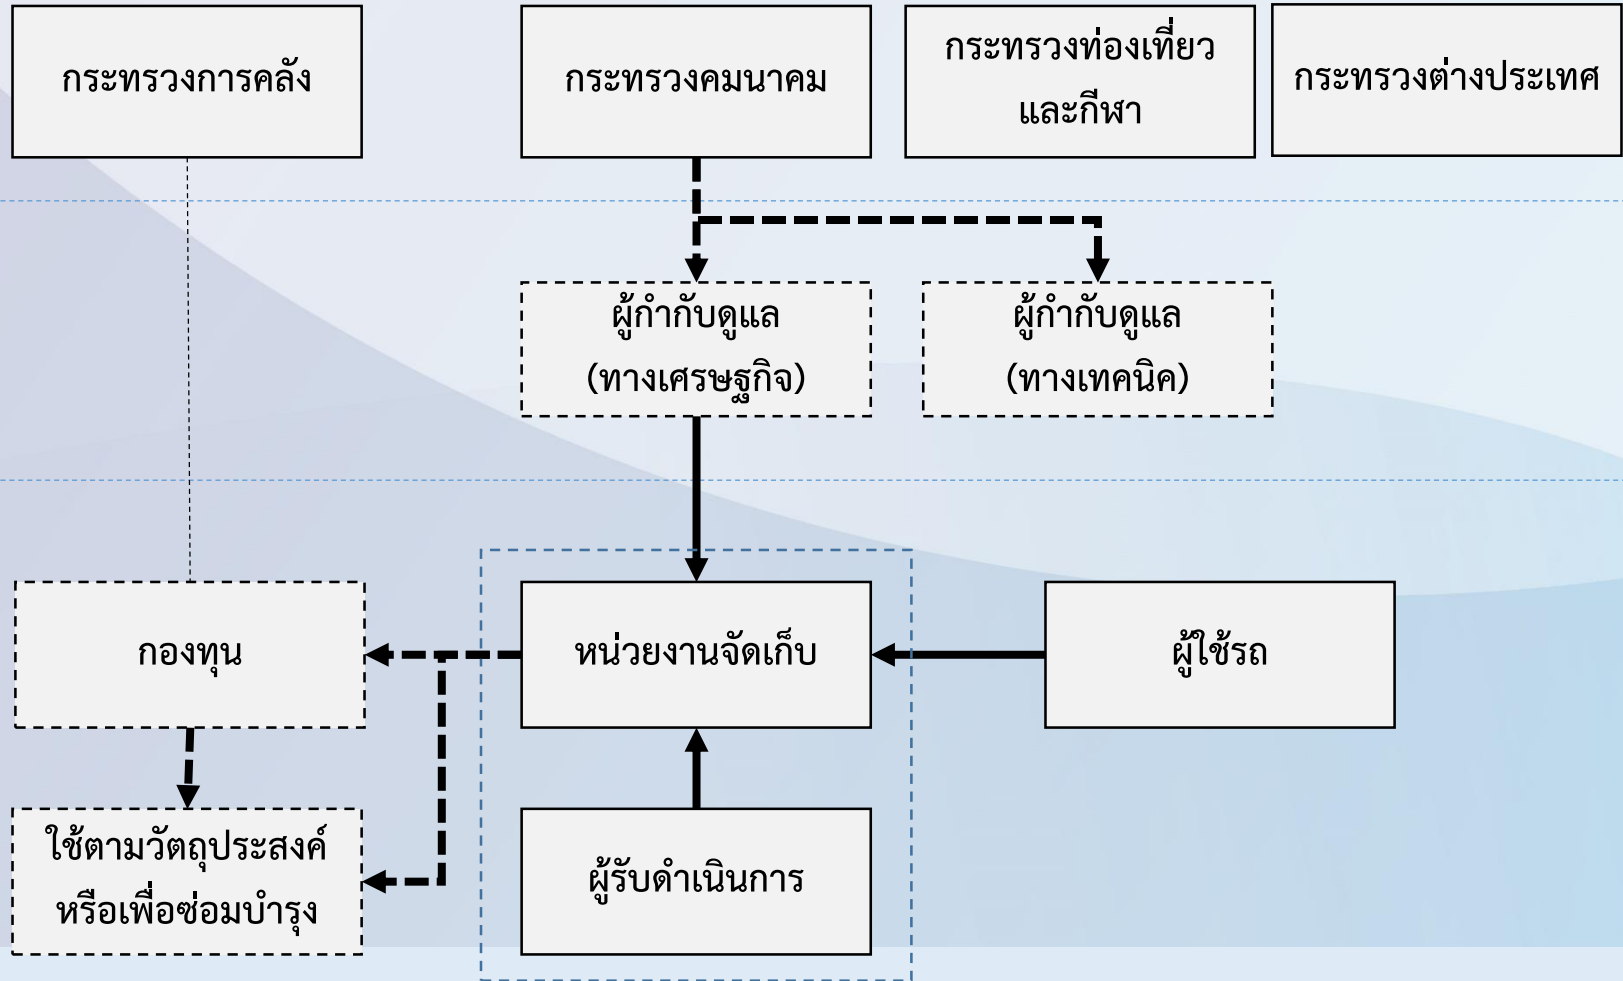 กระทรวงการคลัง
กระทรวงคมนาคม
กระทรวงท่องเที่ยว
และกีฬา
กระทรวงต่างประเทศ
ผู้กำกับดูแล
(ทางเศรษฐกิจ)
ผู้กำกับดูแล
(ทางเทคนิค)
กองทุน
หน่วยงานจัดเก็บ
ผู้ใช้รถ
ใช้ตามวัตถุประสงค์
หรือเพื่อซ่อมบำรุง
ผู้รับดำเนินการ